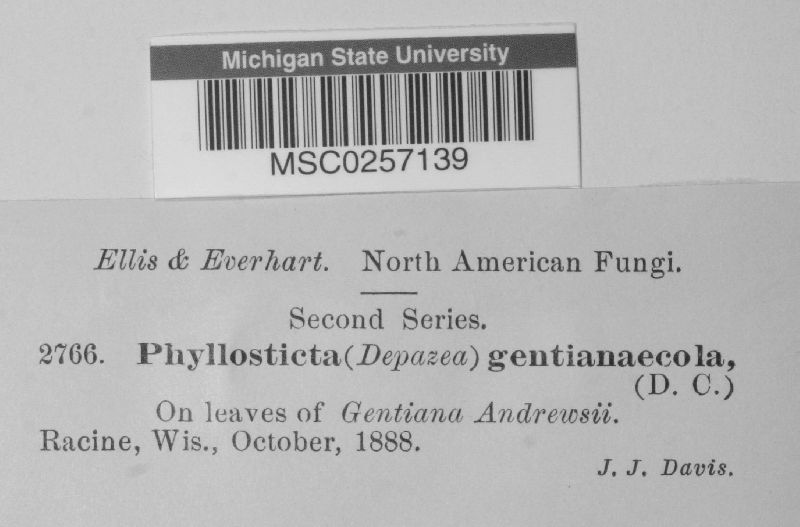 Michigan State University
MSC0257139
Ellis & Everhart. North American Fungi.
Second Series.
2766. Phyllosticta (Depazea) gentianaecola,
(D. C.)
On leaves of Gentiana Andrewsii.
Racine, Wis., October, 1888.
J. J. Davis.